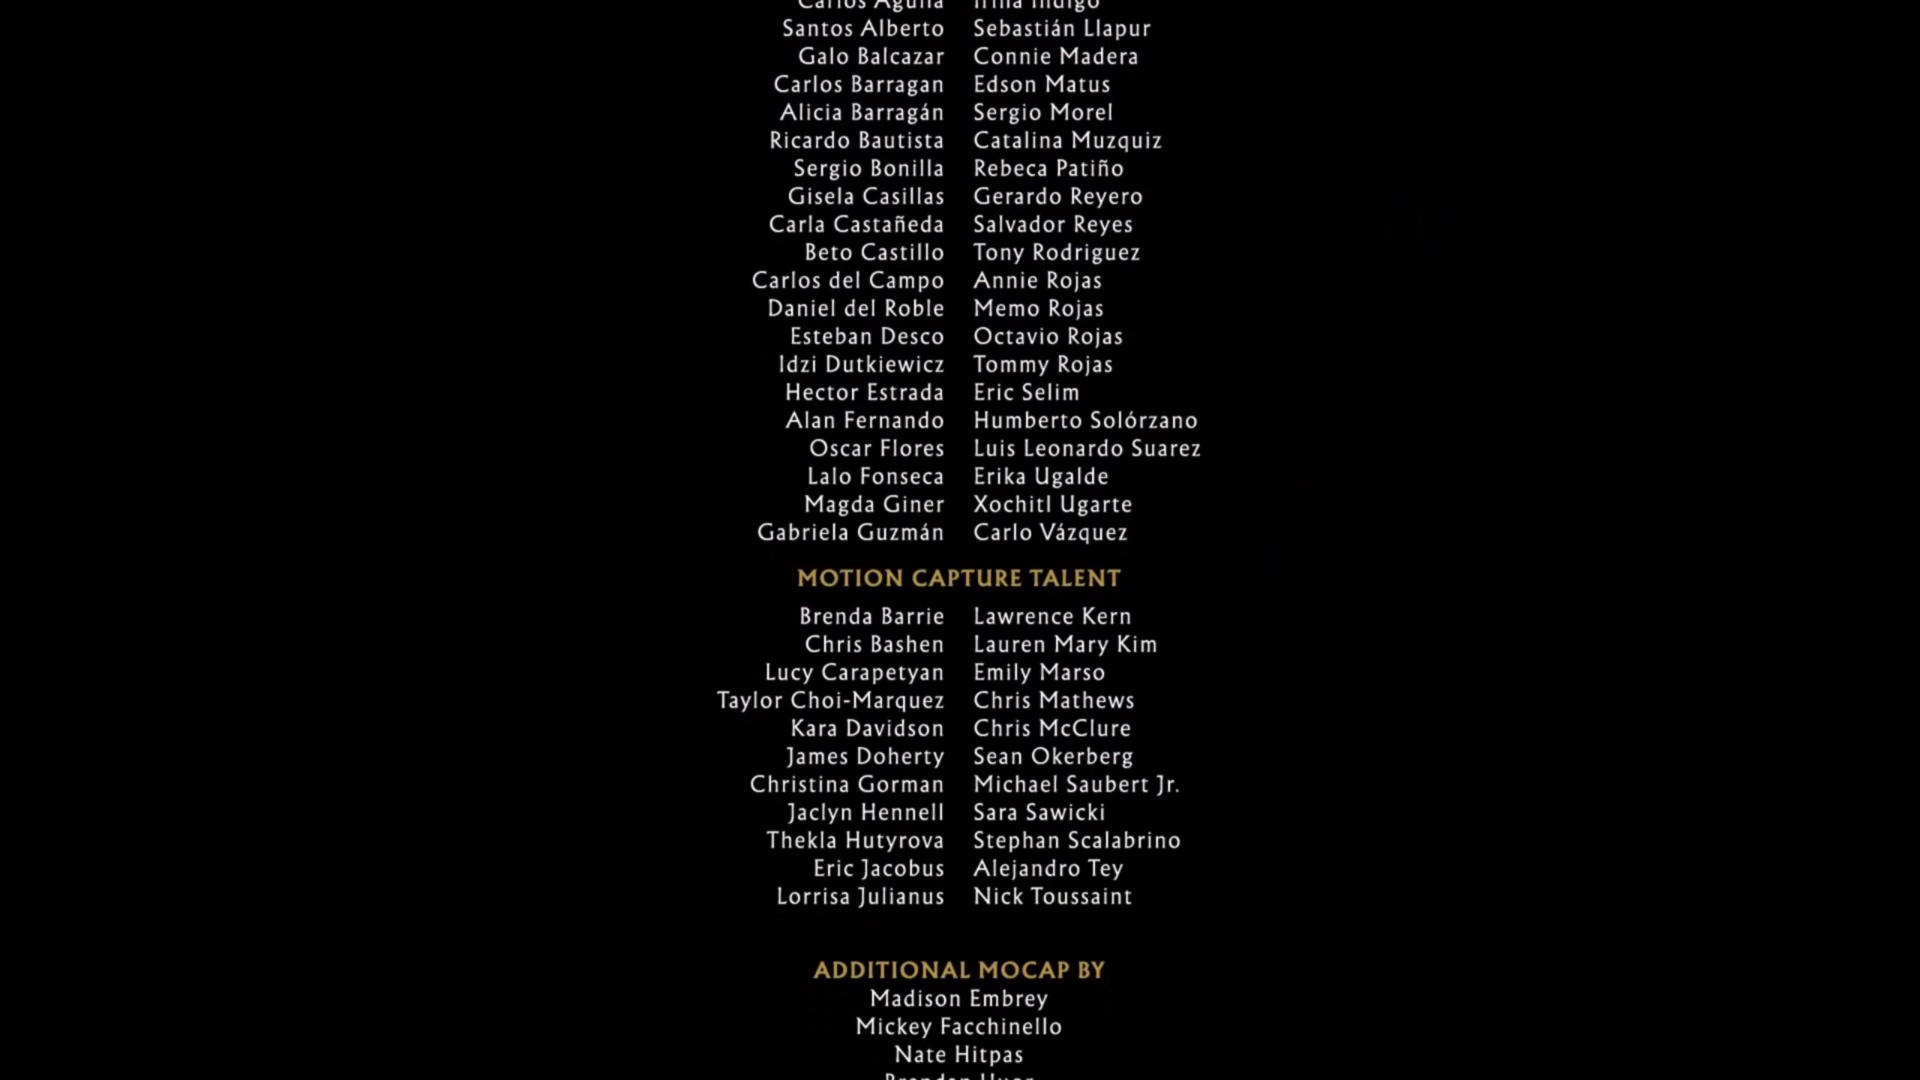 Carlos Aguila Irina Indigo
Santos Alberto Sebastián Llapur
Galo Balcazar Connie Madera
Carlos Barragan Edson Matus
Alicia Barragán Sergio Morel
Ricardo Bautista Catalina Muzquiz
Sergio Bonilla Rebeca Patiño
Gisela Casillas Gerardo Reyero
Carla Castañeda Salvador Reyes
Beto Castillo Tony Rodriguez
Carlos del Campo Annie Rojas
Daniel del Roble Memo Rojas
Esteban Desco Octavio Rojas
Idzi Dutkiewicz Tommy Rojas
Hector Estrada Eric Selim
Alan Fernando Humberto Solórzano
Oscar Flores Luis Leonardo Suarez
Lalo Fonseca Erika Ugalde
Magda Giner Xochitl Ugarte
Gabriela Guzmán Carlo Vázquez
MOTION CAPTURE TALENT
Brenda Barrie Lawrence Kern
Chris Bashen Lauren Mary Kim
Lucy Carapetyan Emily Marso
Taylor Choi-Marquez Chris Mathews
Kara Davidson Chris McClure
James Doherty Sean Okerberg
Christina Gorman Michael Saubert Jr.
Jaclyn Hennell Sara Sawicki
Thekla Hutyrova Stephan Scalabrino
Eric Jacobus Alejandro Tey
Lorrisa Julianus Nick Toussaint
ADDITIONAL MOCAP BY
Madison Embrey
Mickey Facchinello
Nate Hitpas